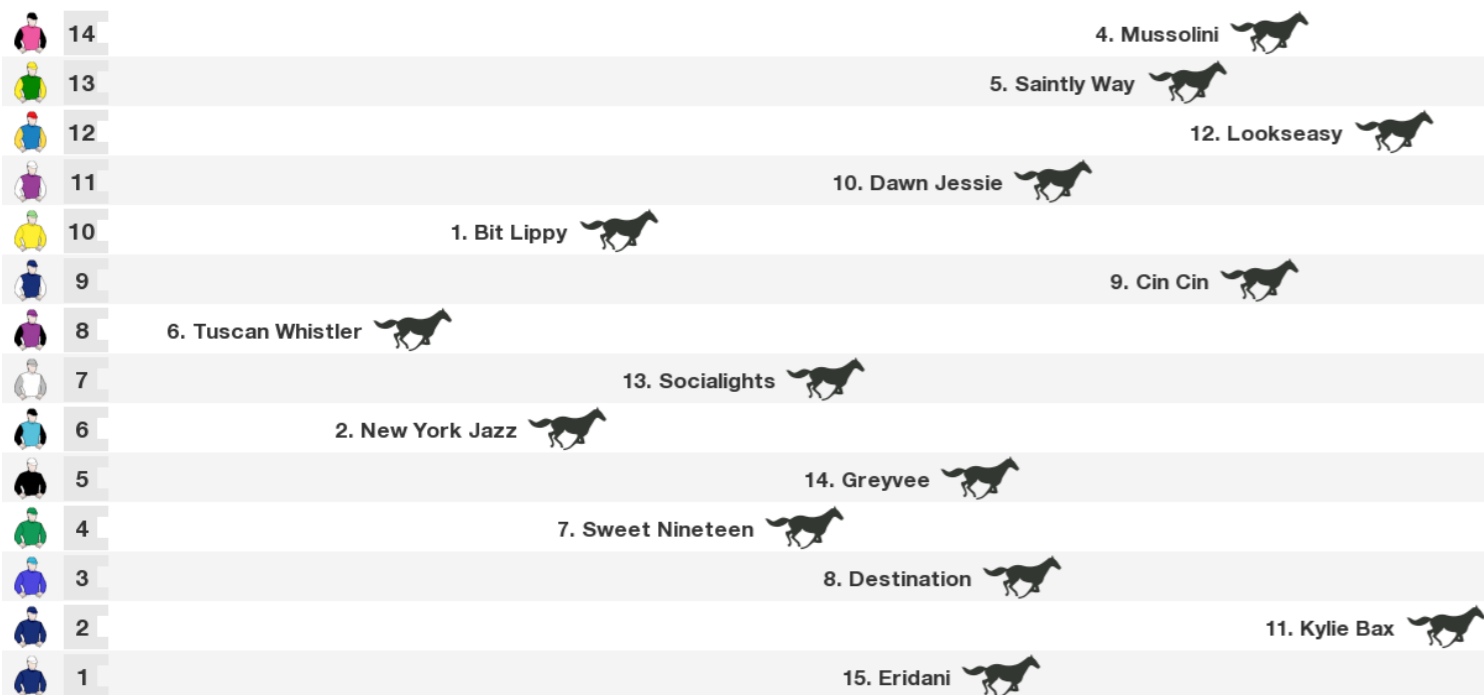 14 4. Mussolini
13 5. Saintly Way
12 12. Lookseasy
11 10. Dawn Jessie
10 1. Bit Lippy
9 9. Cin Cin
8 6. Tuscan Whistler
7 13. Socialights
6 2. New York Jazz
5 14. Greyvee
4 7. Sweet Nineteen
3 8. Destination
2 11. Kylie Bax
1 15. Eridani